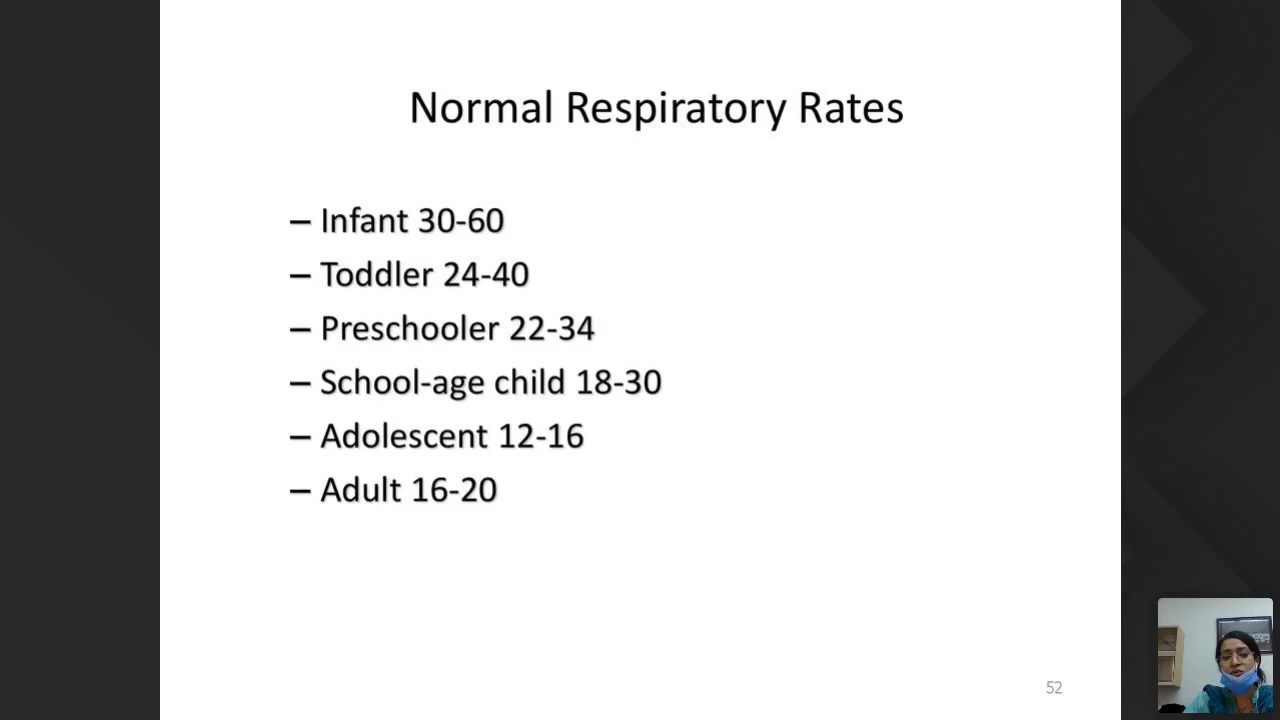 Normal Respiratory Rates
– Infant 30-60
– Toddler 24-40
– Preschooler 22-34
– School-age child 18-30
– Adolescent 12-16
– Adult 16-20
52